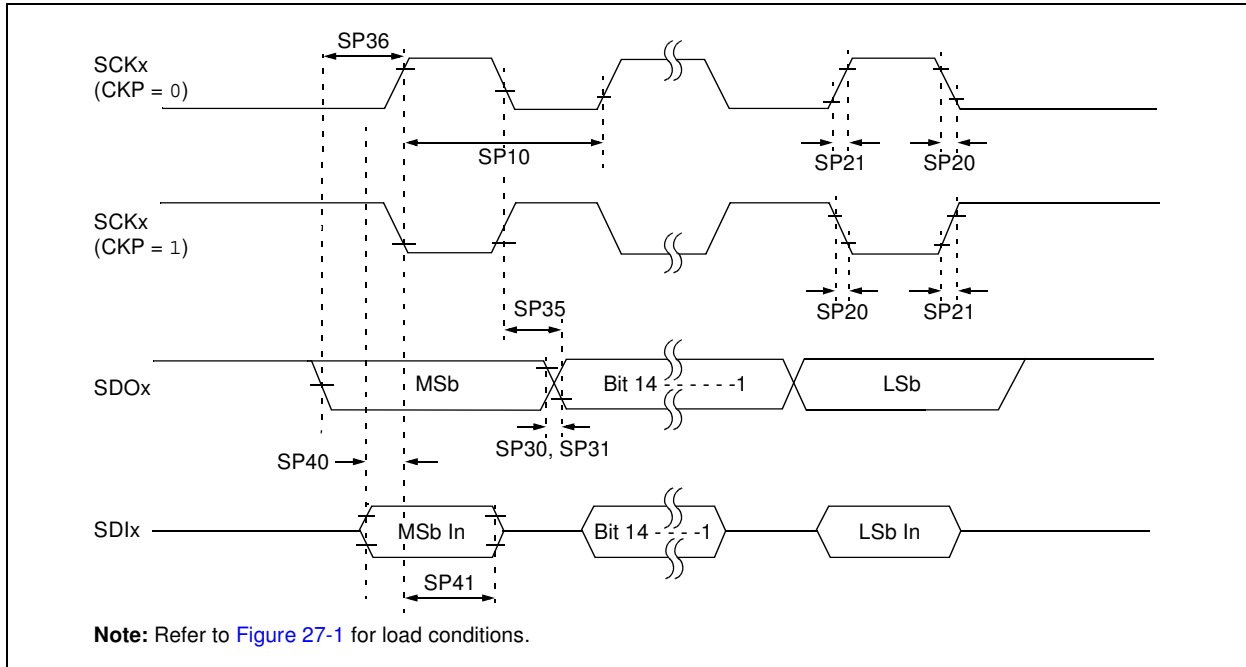 SP36
SCKx
(CKP = 0)
SP10
SP21
SP20
SCKx
(CKP = 1)
SP35
SP20
SP21
SDOx
MSb
Bit 14 - - - - - -1
LSb
SP30, SP31
SP40
SDIx
MSb In
Bit 14 - - - -1
LSb In
SP41
Note: Refer to Figure 27-1 for load conditions.